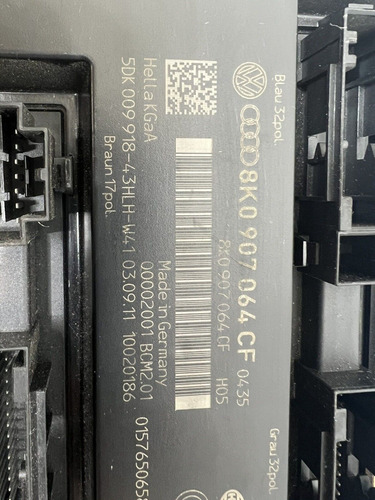 Blau 32pol.
Grau 32pol.
8K0 907 064 CF 0435
8K0 907 064 CF H05
Hella KGaA Made in Germany
5DK 009 918-43HLH-W41 00002001 BCM2.01
Braun 17pol. 03.09.11 10020186